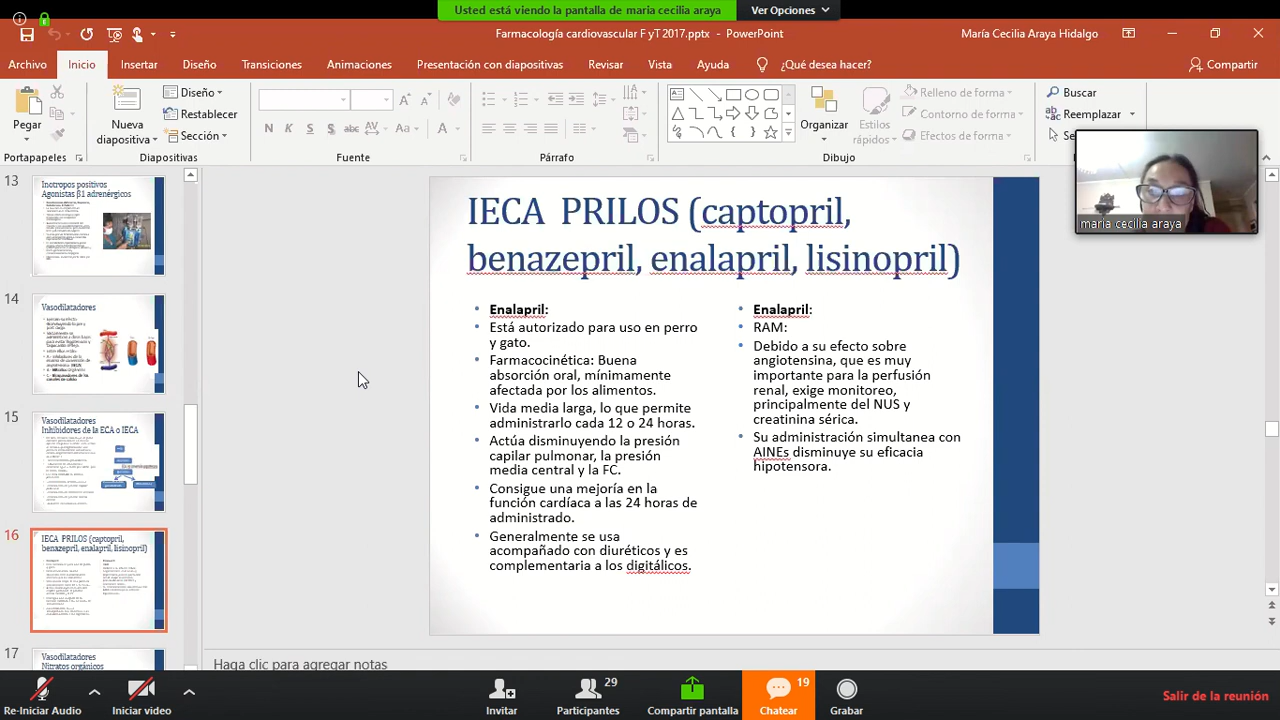 Usted está viendo la pantalla de maria cecilia araya
Ver Opciones
Farmacología cardiovascular F yT 2017.pptx - PowerPoint
María Cecilia Araya Hidalgo
Archivo
Inicio
Insertar
Diseño
Transiciones
Animaciones
Presentación con diapositivas
Revisar
Vista
Ayuda
¿Qué desea hacer?
Compartir
Pegar
Nueva
diapositiva
Diseño
Restablecer
Sección
N K S S abc AV Aa A
Organizar
Estilos
rápidos
Relleno de forma
Contorno de forma
Efectos de forma
Buscar
Reemplazar
Portapapeles
Diapositivas
Fuente
Párrafo
Dibujo
maria cecilia araya
13
Inotropos positivos
Agonistas β1 adrenérgicos
14
Vasodilatadores
15
Vasodilatadores
Inhibidores de la ECA o IECA
16
IECA PRILOS (captopril,
benazepril, enalapril, lisinopril)
17
Vasodilatadores
Nitratos orgánicos
IECA PRILOS (captopril,
benazepril, enalapril, lisinopril)
• Enalapril:
• Está autorizado para uso en perro
y gato.
• Farmacocinética: Buena
absorción oral, mínimamente
afectada por los alimentos.
• Vida media larga, lo que permite
administrarlo cada 12 o 24 horas.
• Actúa disminuyendo la presión
capilar pulmonar, la presión
media central y la FC.
• Consigue una mejoría en la
función cardiaca a las 24 horas de
administrado.
• Generalmente se usa
acompañado con diuréticos y es
complementaria a los digitálicos.
• Enalapril:
• RAM:
• Debido a su efecto sobre
angiotensina, que es muy
importante para la perfusión
renal, exige monitoreo,
principalmente del NUS y
creatinina sérica.
• Su administración simultanea con
AINEs disminuye su eficacia
hipotensora.
Haga clic para agregar notas
Re-Iniciar Audio
Iniciar video
Invitar
29
Participantes
Compartir pantalla
19
Chatear
Grabar
Salir de la reunión